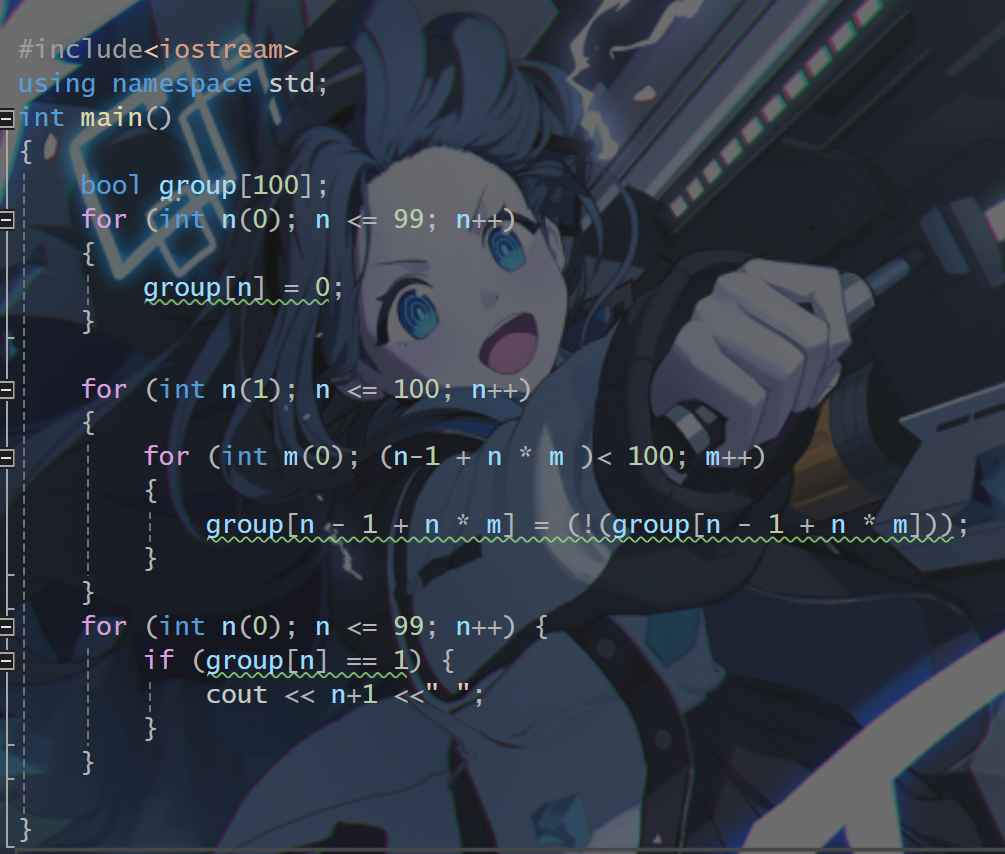 #include<iostream>
using namespace std;
int main()
{
    bool group[100];
    for (int n(0); n <= 99; n++)
    {
        group[n] = 0;
    }

    for (int n(1); n <= 100; n++)
    {
        for (int m(0); (n-1 + n * m )< 100; m++)
        {
            group[n - 1 + n * m] = (!(group[n - 1 + n * m]));
        }
    }
    for (int n(0); n <= 99; n++) {
        if (group[n] == 1) {
            cout << n+1 <<" ";
        }
    }

}